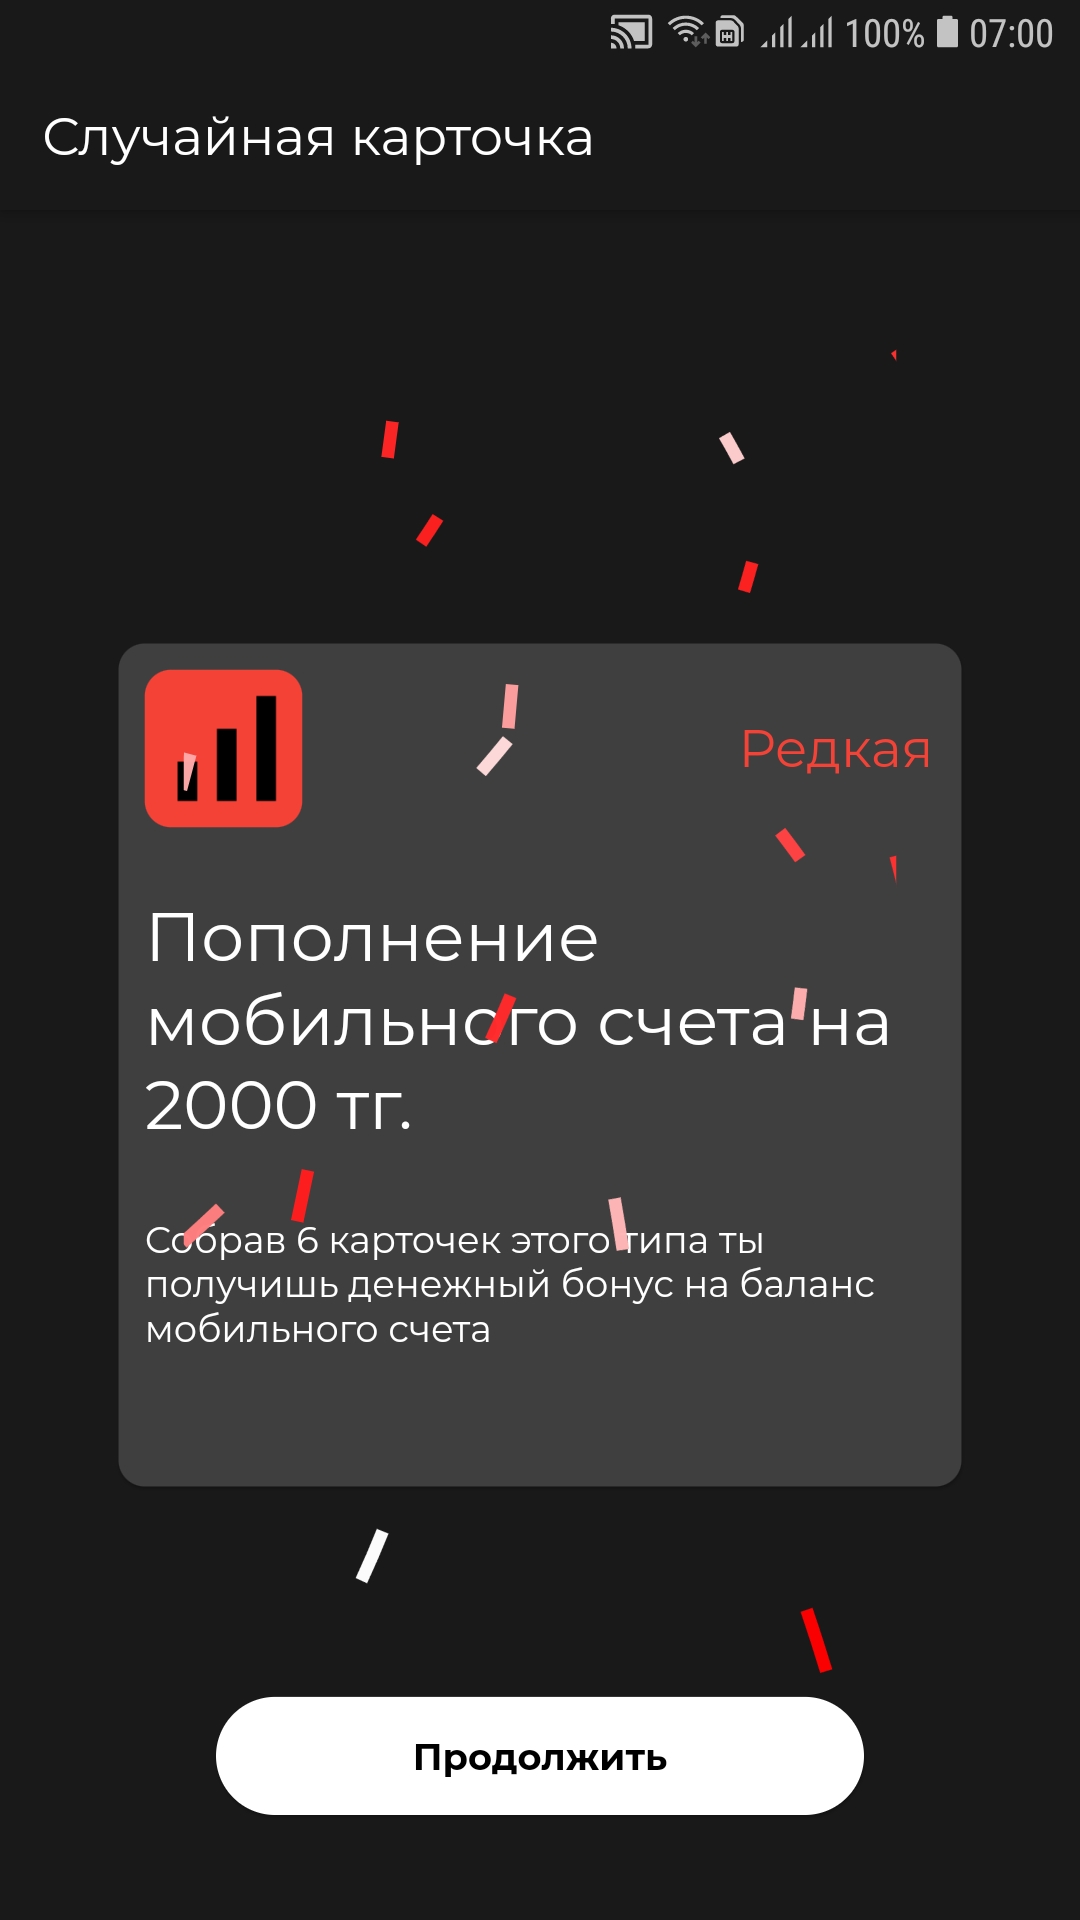 100% 07:00
Случайная карточка
Редкая
Пополнение
мобильного счета на
2000 тг.
Собрав 6 карточек этого типа ты
получишь денежный бонус на баланс
мобильного счета
Продолжить